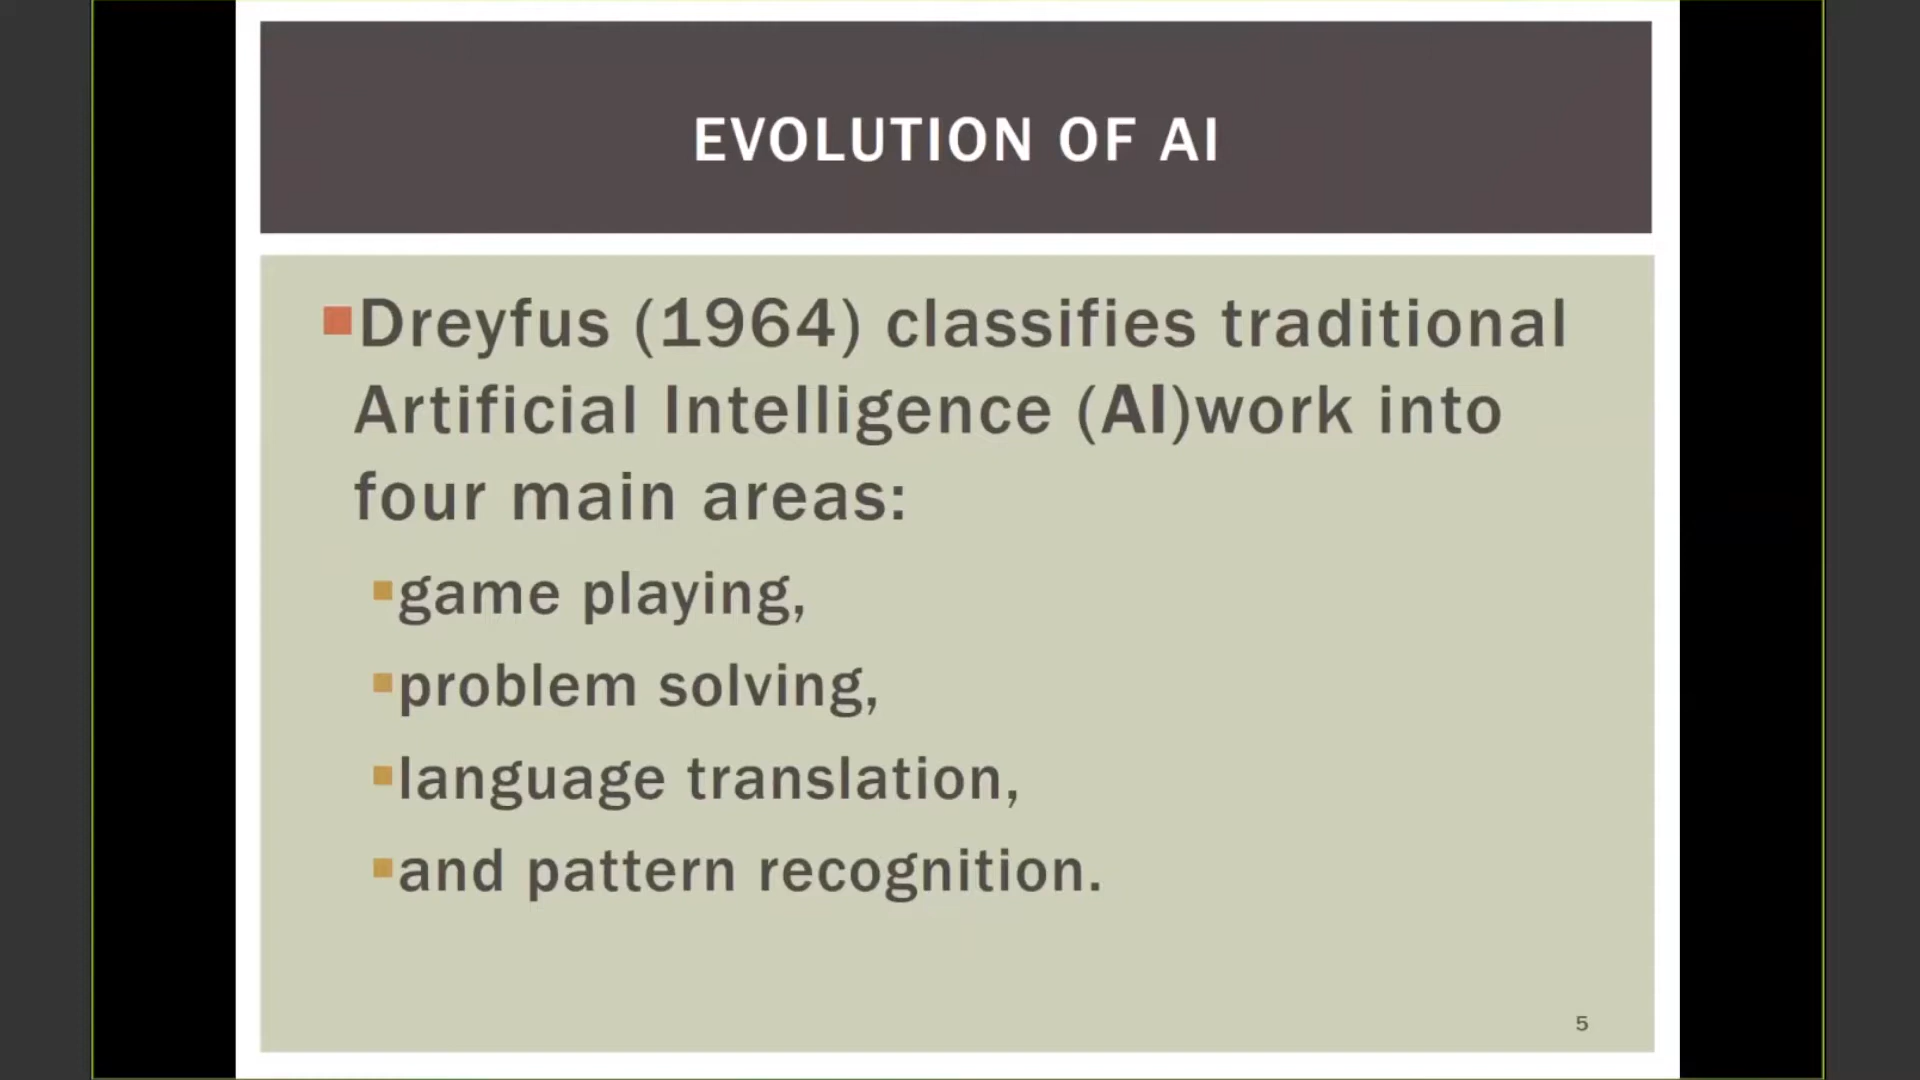 EVOLUTION OF AI
Dreyfus (1964) classifies traditional
Artificial Intelligence (AI)work into
four main areas:
game playing,
problem solving,
language translation,
and pattern recognition.
5